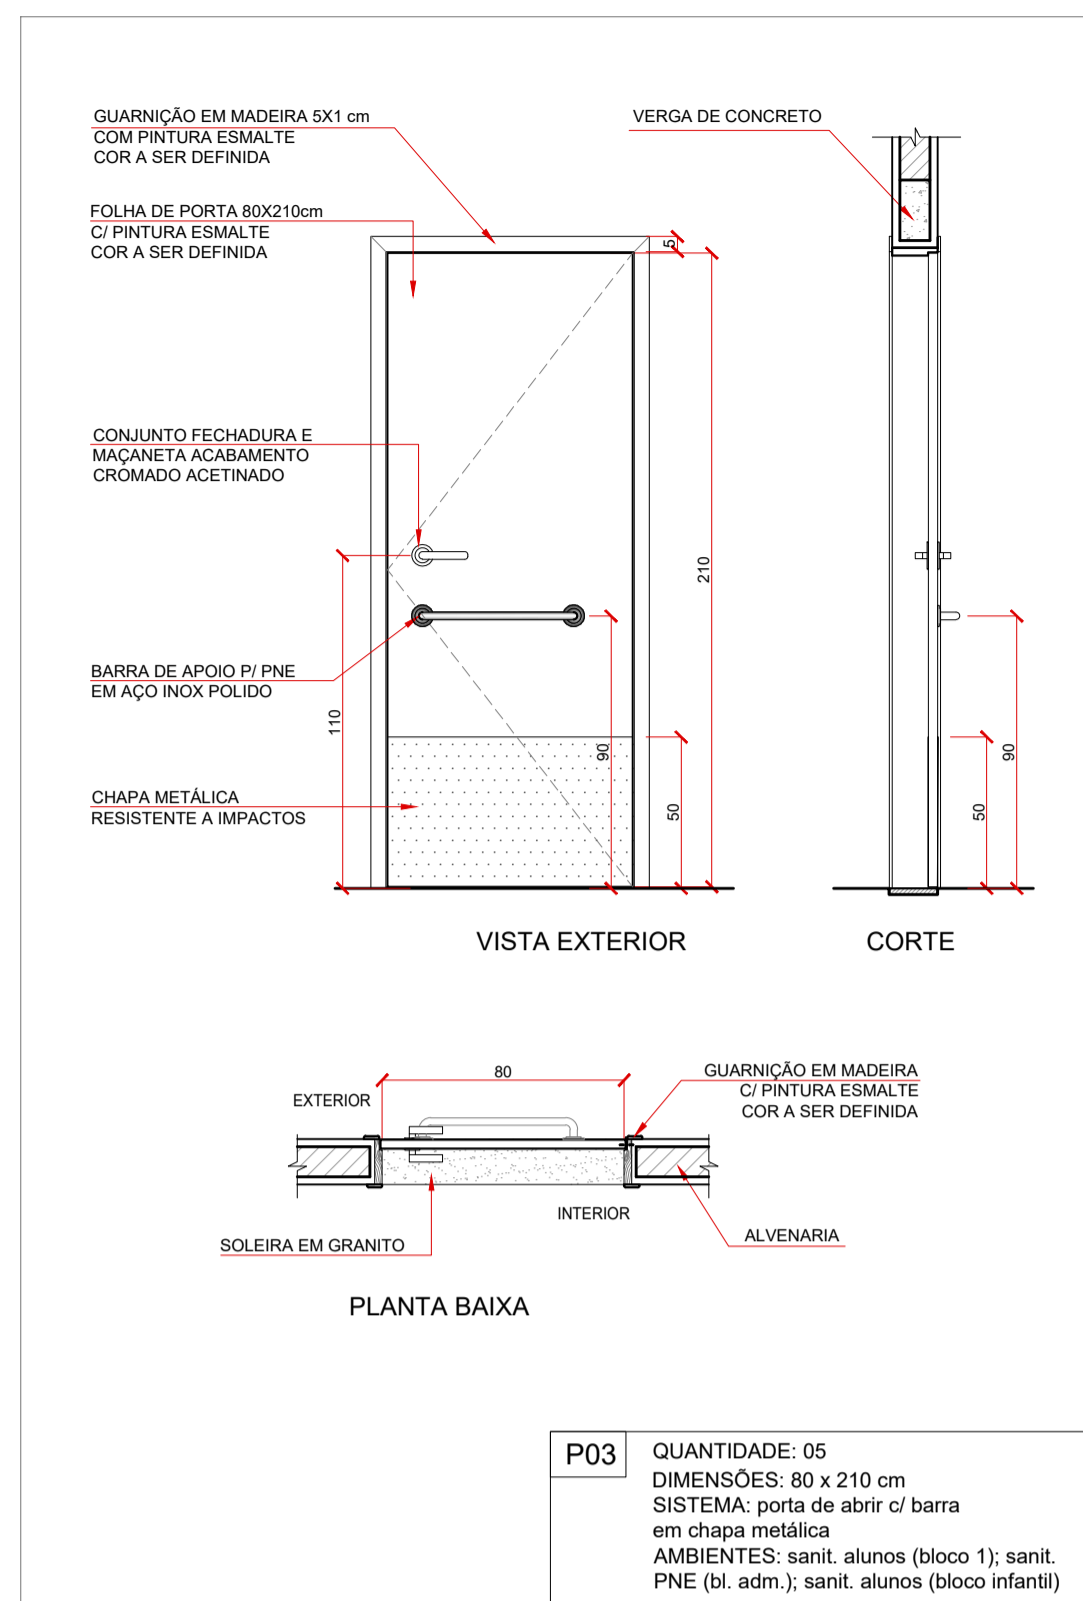 GUARNIÇÃO EM MADEIRA 5X1 cm
COM PINTURA ESMALTE
COR A SER DEFINIDA
VERGA DE CONCRETO
FOLHA DE PORTA 80X210cm
C/ PINTURA ESMALTE
COR A SER DEFINIDA
5
CONJUNTO FECHADURA E
MAÇANETA ACABAMENTO
CROMADO ACETINADO
210
BARRA DE APOIO P/ PNE
EM AÇO INOX POLIDO
110
90
90
CHAPA METÁLICA
RESISTENTE A IMPACTOS
50
50
VISTA EXTERIOR
CORTE
80
GUARNIÇÃO EM MADEIRA
C/ PINTURA ESMALTE
COR A SER DEFINIDA
EXTERIOR
INTERIOR
SOLEIRA EM GRANITO
ALVENARIA
PLANTA BAIXA
P03
QUANTIDADE: 05
DIMENSÕES: 80 x 210 cm
SISTEMA: porta de abrir c/ barra
em chapa metálica
AMBIENTES: sanit. alunos (bloco 1); sanit.
PNE (bl. adm.); sanit. alunos (bloco infantil)